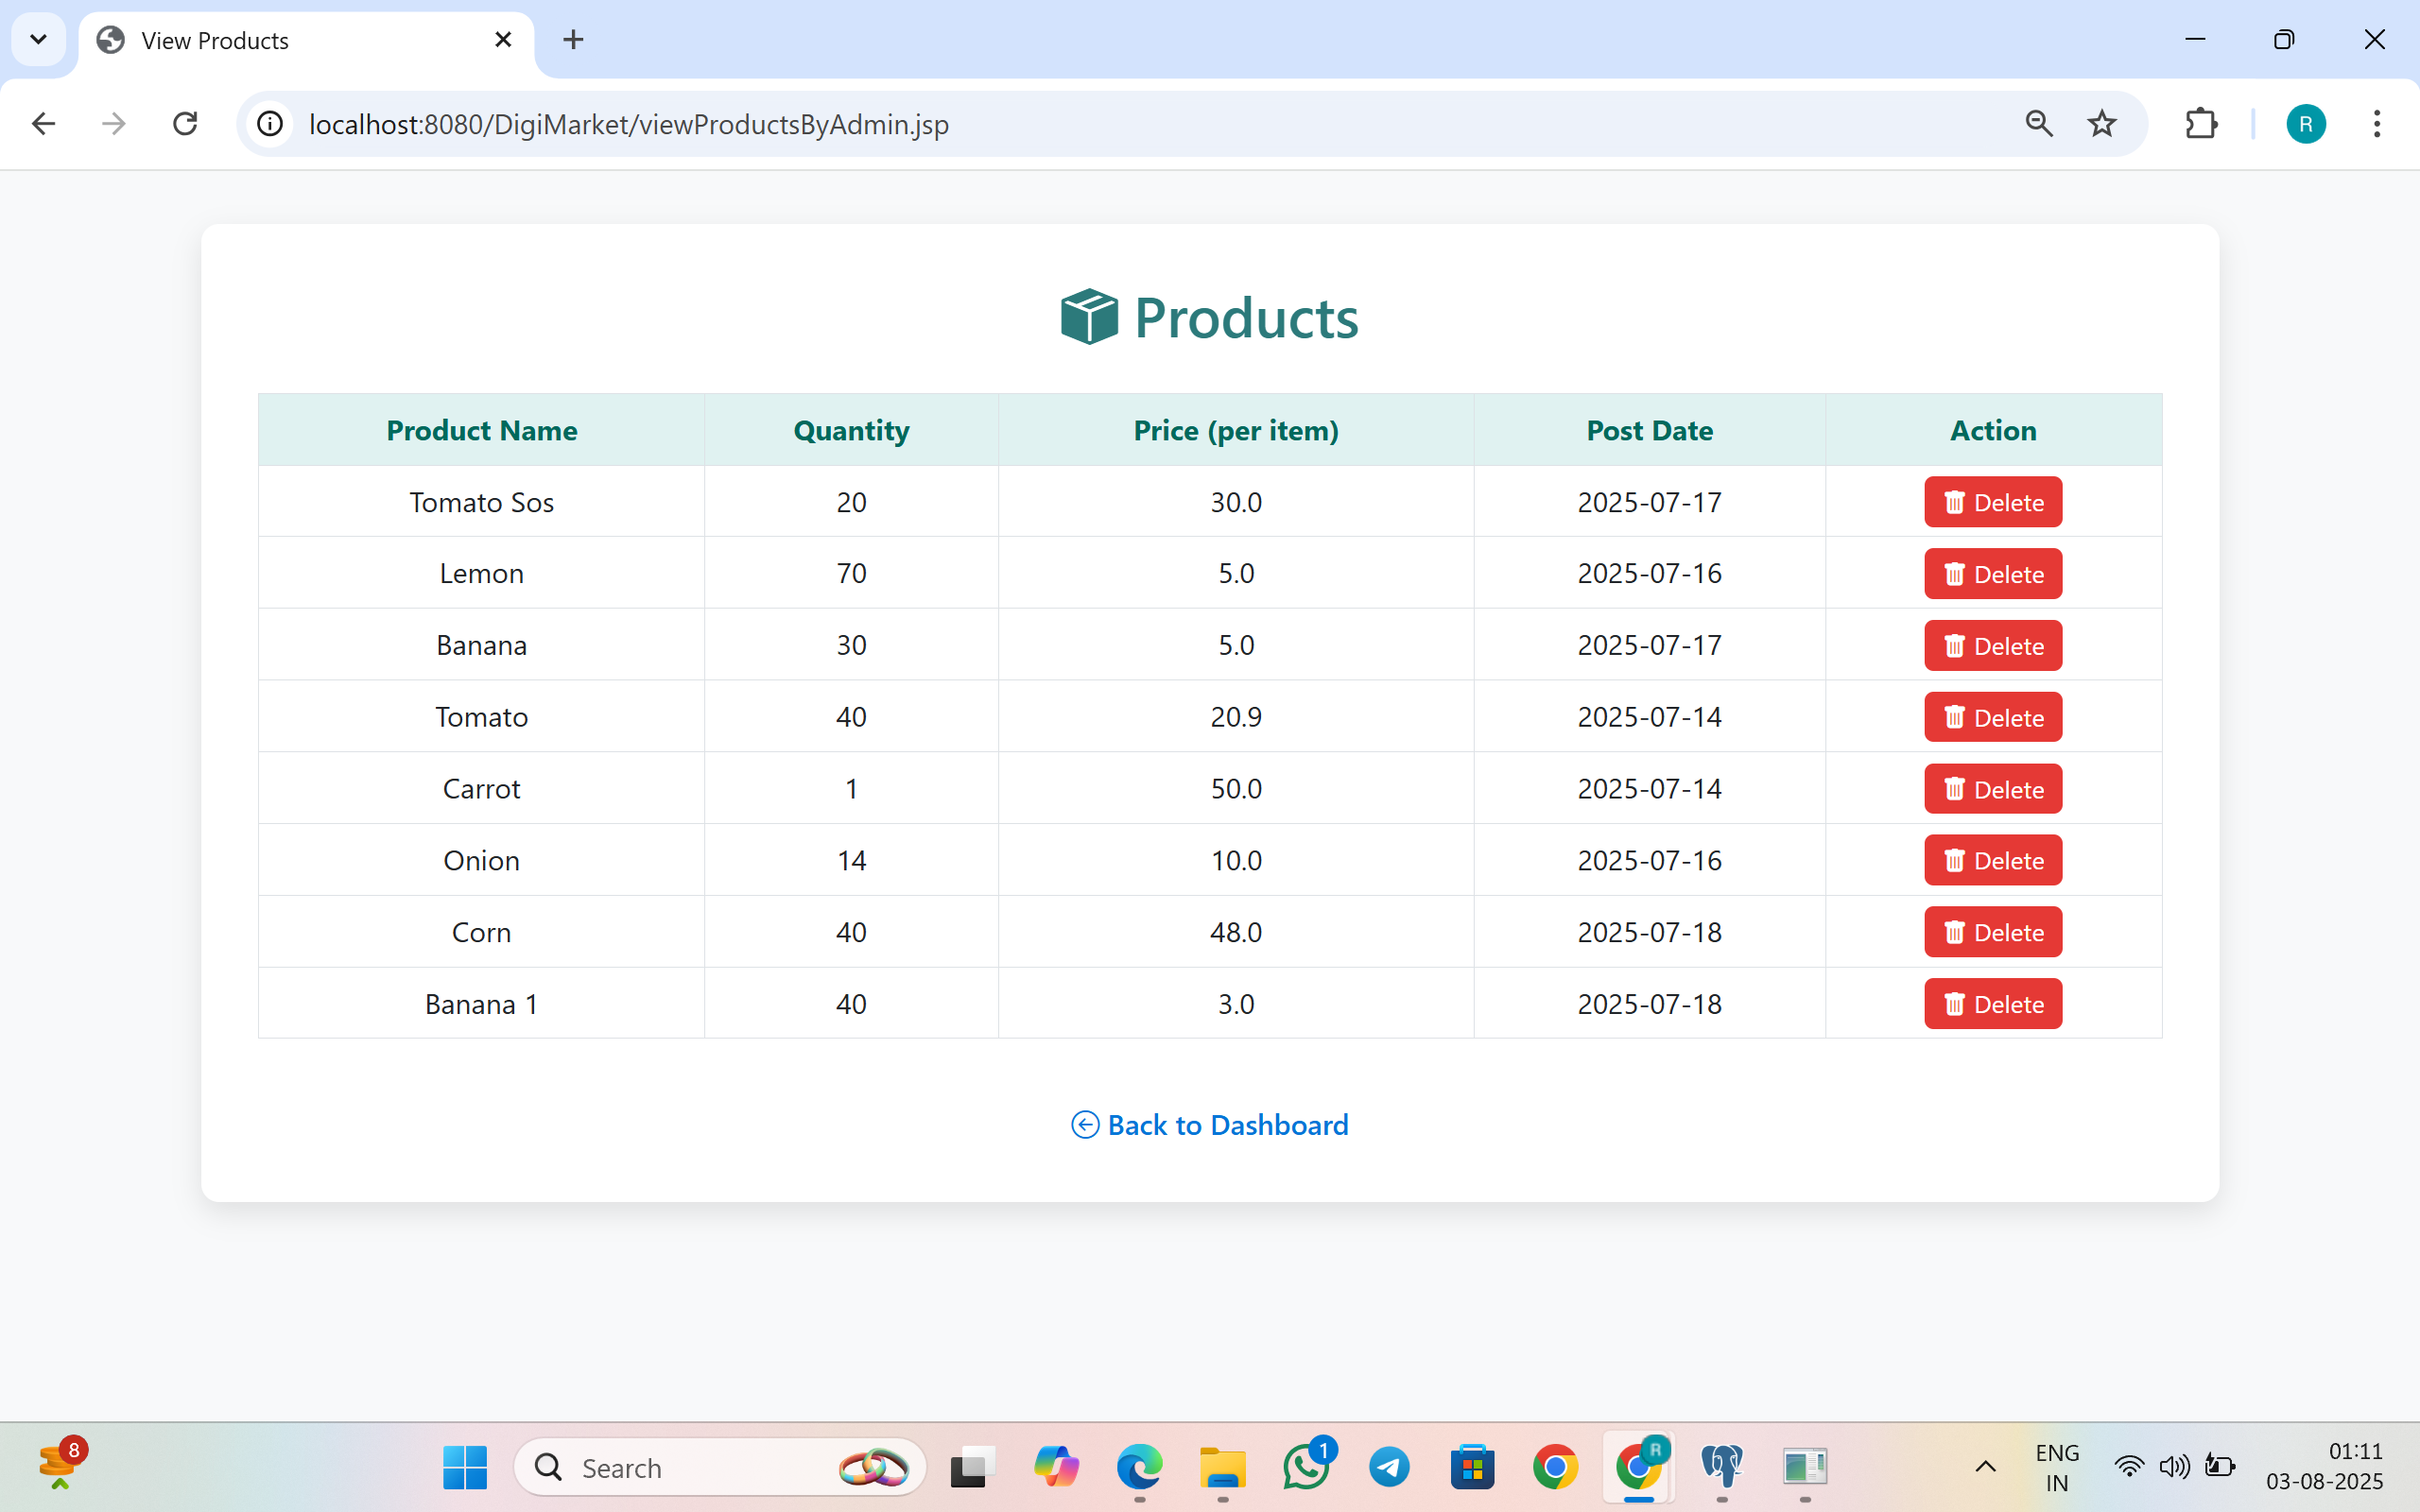 View Products
localhost:8080/DigiMarket/viewProductsByAdmin.jsp
R
Products
Product Name Quantity Price (per item) Post Date Action
Tomato Sos 20 30.0 2025-07-17 Delete
Lemon 70 5.0 2025-07-16 Delete
Banana 30 5.0 2025-07-17 Delete
Tomato 40 20.9 2025-07-14 Delete
Carrot 1 50.0 2025-07-14 Delete
Onion 14 10.0 2025-07-16 Delete
Corn 40 48.0 2025-07-18 Delete
Banana 1 40 3.0 2025-07-18 Delete
Back to Dashboard
8
Search
1
R
ENG
IN
01:11
03-08-2025